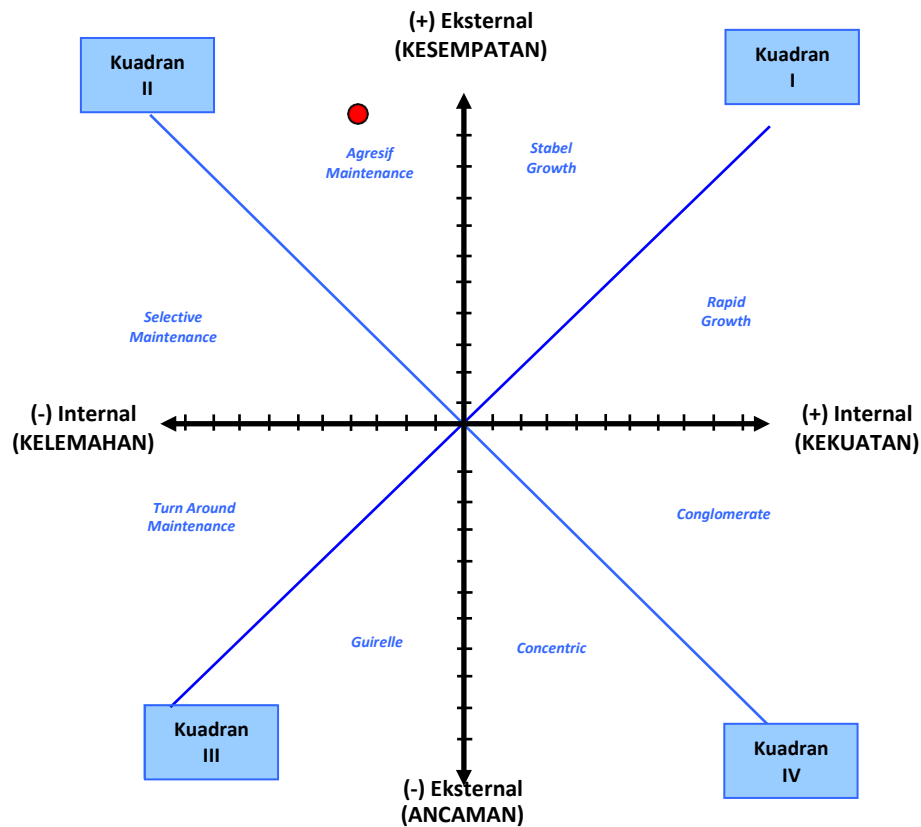 (+) Eksternal
(KESEMPATAN)
Kuadran
II
Kuadran
I
Agresif
Maintenance
Stabel
Growth
Selective
Maintenance
Rapid
Growth
(-) Internal
(KELEMAHAN)
(+) Internal
(KEKUATAN)
Turn Around
Maintenance
Conglomerate
Guirelle
Concentric
Kuadran
III
Kuadran
IV
(-) Eksternal
(ANCAMAN)